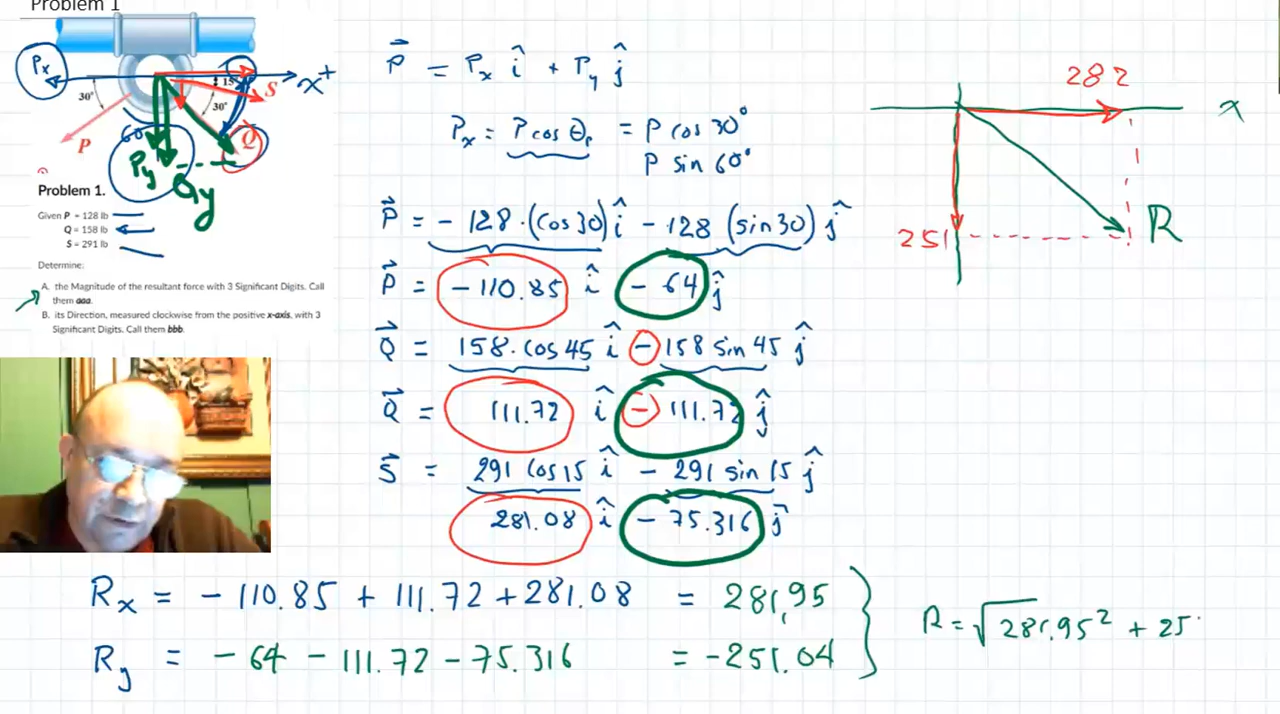 Problem 1
Px
x+
15
S
30°
30°
60
P
Q
Py
Qy
Problem 1.
Given P = 128 lb
Q = 158 lb
S = 291 lb
Determine:
A. the Magnitude of the resultant force with 3 Significant Digits. Call
them aaa.
B. its Direction, measured clockwise from the positive x-axis, with 3
Significant Digits. Call them bbb.
P⃗ = Px î + Py ĵ
Px = P cos θP = P cos 30°
P sin 60°
P⃗ = - 128 · (cos 30) î - 128 (sin 30) ĵ
P⃗ = - 110.85 î - 64 ĵ
Q⃗ = 158 · cos 45 î - 158 sin 45 ĵ
Q⃗ = 111.72 î - 111.72 ĵ
S⃗ = 291 cos 15 î - 291 sin 15 ĵ
281.08 î - 75.316 ĵ
Rx = - 110.85 + 111.72 + 281.08 = 281,95
Ry = - 64 - 111.72 - 75.316 = -251.04
282
x
251
R
R = √281.95² + 25